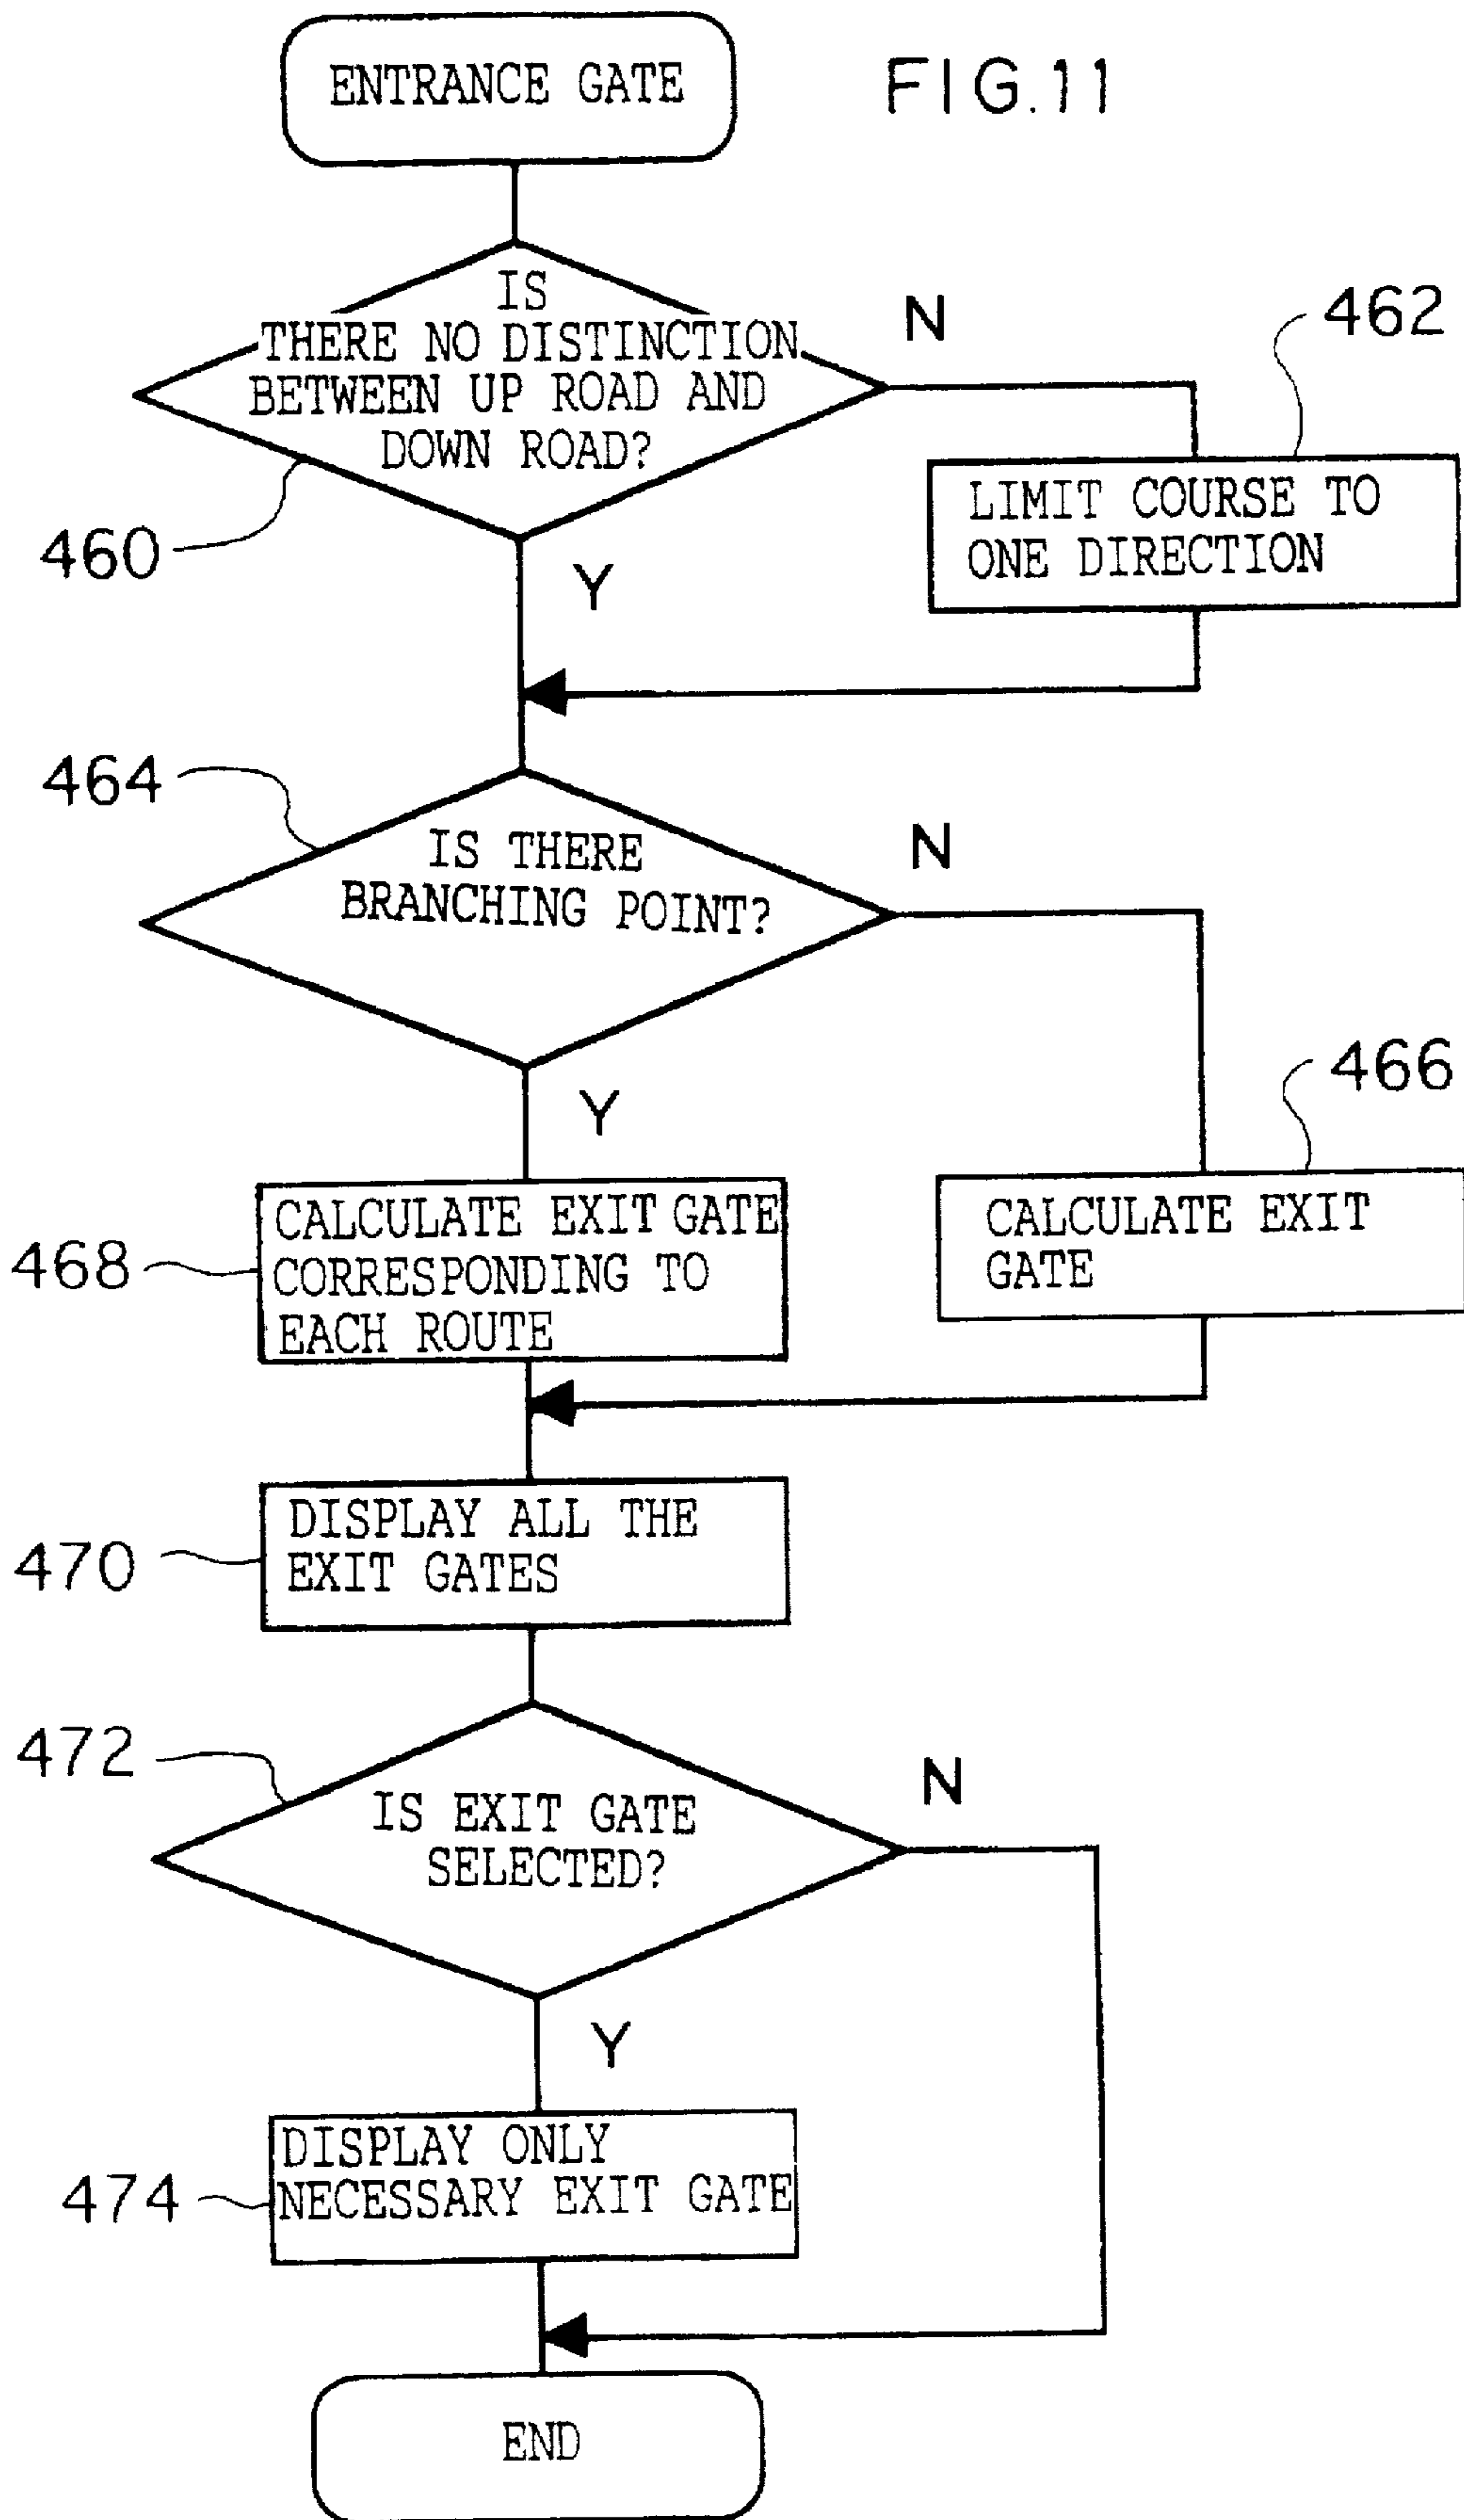 ENTRANCE GATE
FIG.11
IS
THERE NO DISTINCTION
BETWEEN UP ROAD AND
DOWN ROAD?
N
462
460
LIMIT COURSE TO
ONE DIRECTION
Y
464
IS THERE
BRANCHING POINT?
N
466
Y
468
CALCULATE EXIT GATE
CORRESPONDING TO
EACH ROUTE
CALCULATE EXIT
GATE
470
DISPLAY ALL THE
EXIT GATES
472
IS EXIT GATE
SELECTED?
N
Y
474
DISPLAY ONLY
NECESSARY EXIT GATE
END